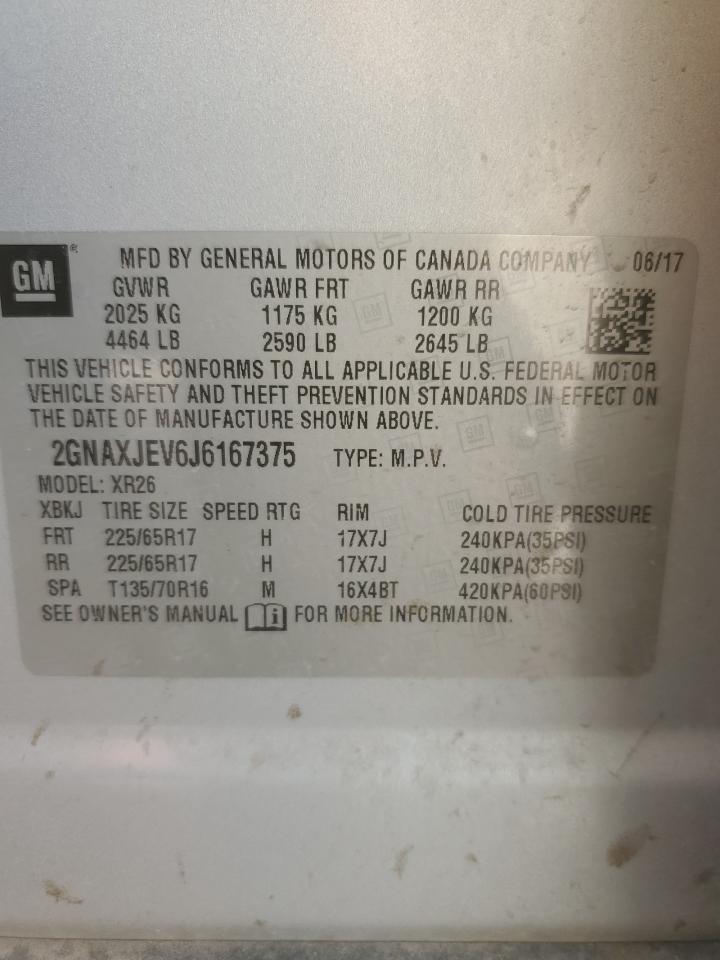 GM® MFD BY GENERAL MOTORS OF CANADA COMPANY 06/17
GVWR GAWR FRT GAWR RR
2025 KG 1175 KG 1200 KG
4464 LB 2590 LB 2645 LB
THIS VEHICLE CONFORMS TO ALL APPLICABLE U.S. FEDERAL MOTOR
VEHICLE SAFETY AND THEFT PREVENTION STANDARDS IN EFFECT ON
THE DATE OF MANUFACTURE SHOWN ABOVE.
2GNAXJEV6J6167375 TYPE: M.P.V.
MODEL: XR26
XBKJ TIRE SIZE SPEED RTG RIM COLD TIRE PRESSURE
FRT 225/65R17 H 17X7J 240KPA(35PSI)
RR 225/65R17 H 17X7J 240KPA(35PSI)
SPA T135/70R16 M 16X4BT 420KPA(60PSI)
SEE OWNER'S MANUAL i FOR MORE INFORMATION.